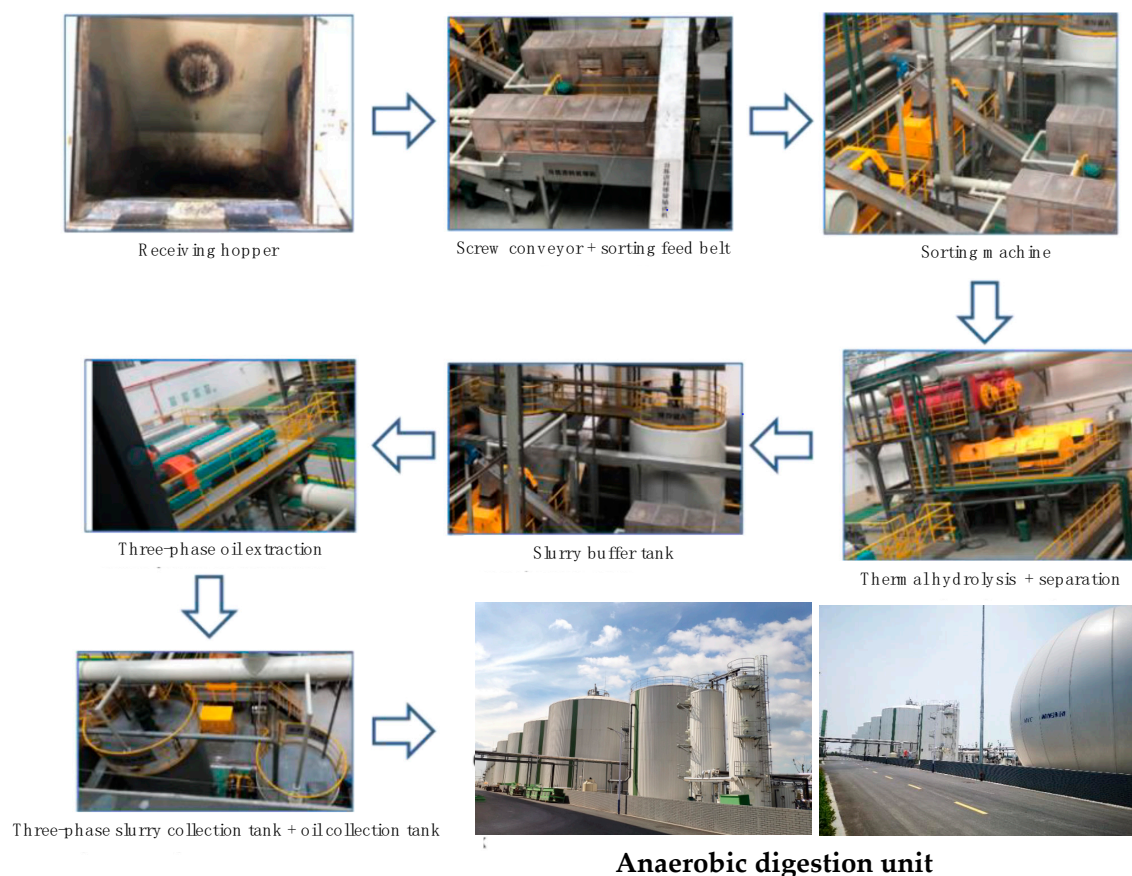 Receiving hopper
Screw conveyor + sorting feed belt
Sorting machine
Three-phase oil extraction
Slurry buffer tank
Thermal hydrolysis + separation
Three-phase slurry collection tank + oil collection tank
Anaerobic digestion unit